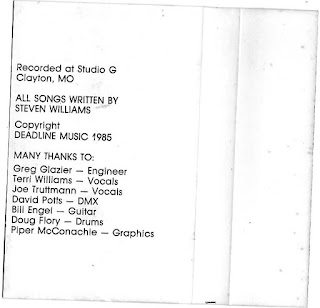 Recorded at Studio G
Clayton, MO
ALL SONGS WRITTEN BY
STEVEN WILLIAMS
Copyright
DEADLINE MUSIC 1985
MANY THANKS TO:
Greg Glazier — Engineer
Terri Williams — Vocals
Joe Truttmann — Vocals
David Potts — DMX
Bill Engel — Guitar
Doug Flory — Drums
Piper McConachie — Graphics